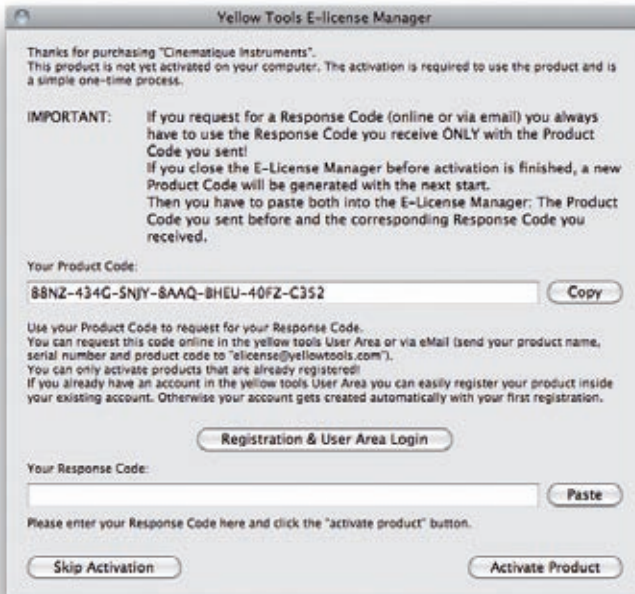 Yellow Tools E-license Manager
Thanks for purchasing "Cinematique Instruments".
This product is not yet activated on your computer. The activation is required to use the product and is
a simple one-time process.
IMPORTANT: If you request for a Response Code (online or via email) you always
have to use the Response Code you receive ONLY with the Product
Code you sent!
If you close the E-License Manager before activation is finished, a new
Product Code will be generated with the next start.
Then you have to paste both into the E-License Manager: The Product
Code you sent before and the corresponding Response Code you
received.
Your Product Code:
88NZ-434G-SNJY-8AAQ-BHEU-40FZ-C352 Copy
Use your Product Code to request for your Response Code.
You can request this code online in the yellow tools User Area or via eMail (send your product name,
serial number and product code to "elicense@yellowtools.com").
You can only activate products that are already registered!
If you already have an account in the yellow tools User Area you can easily register your product inside
your existing account. Otherwise your account gets created automatically with your first registration.
Registration & User Area Login
Your Response Code:
Paste
Please enter your Response Code here and click the "activate product" button.
Skip Activation Activate Product